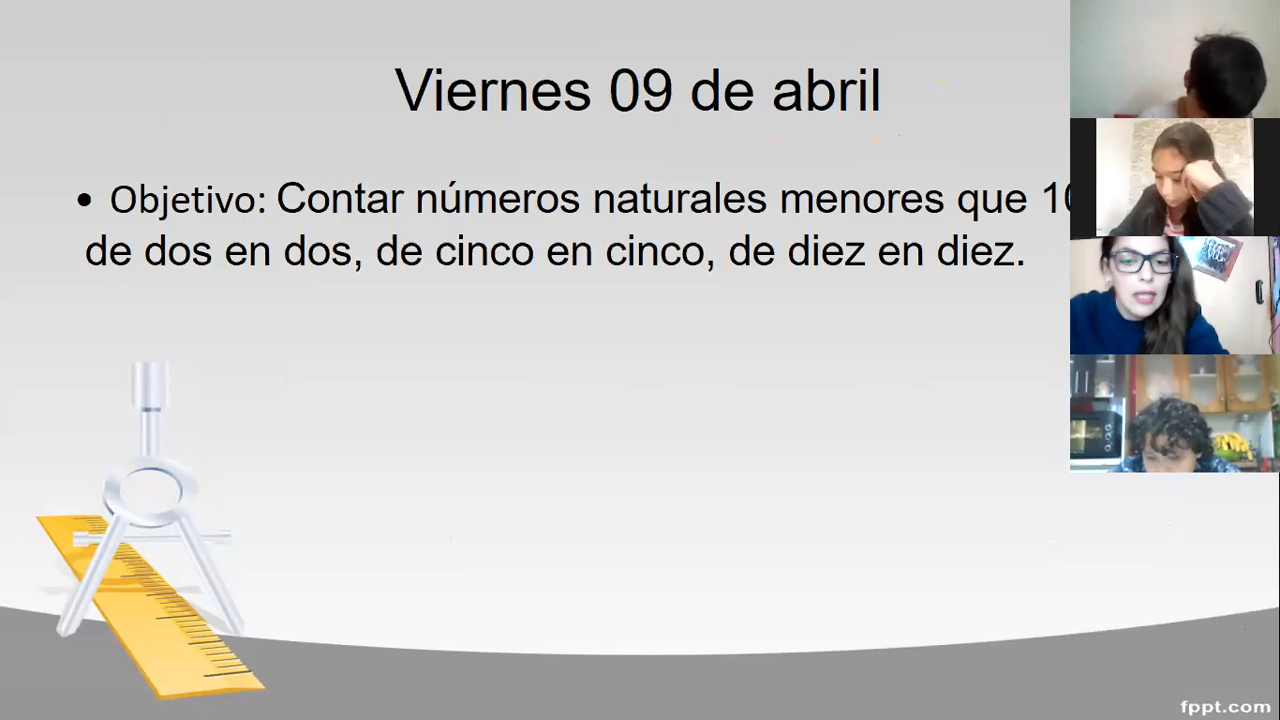 Viernes 09 de abril
• Objetivo: Contar números naturales menores que
de dos en dos, de cinco en cinco, de diez en diez.
fppt.com